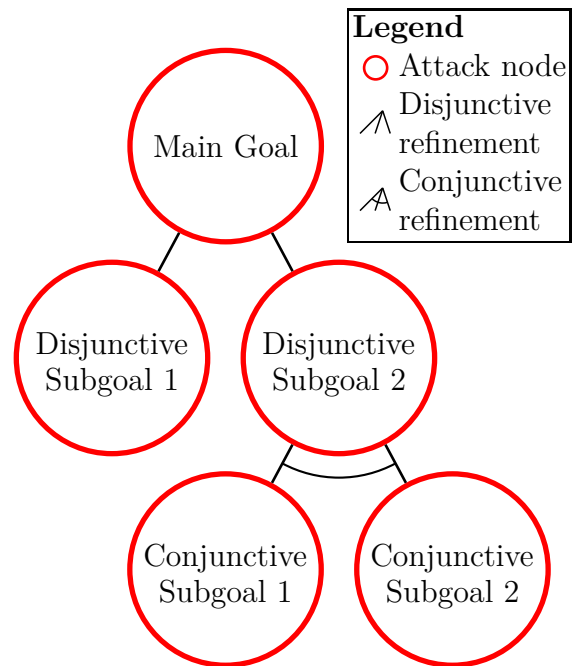 Legend
Attack node
Disjunctive
refinement
Conjunctive
refinement
Main Goal
Disjunctive
Subgoal 1
Disjunctive
Subgoal 2
Conjunctive
Subgoal 1
Conjunctive
Subgoal 2